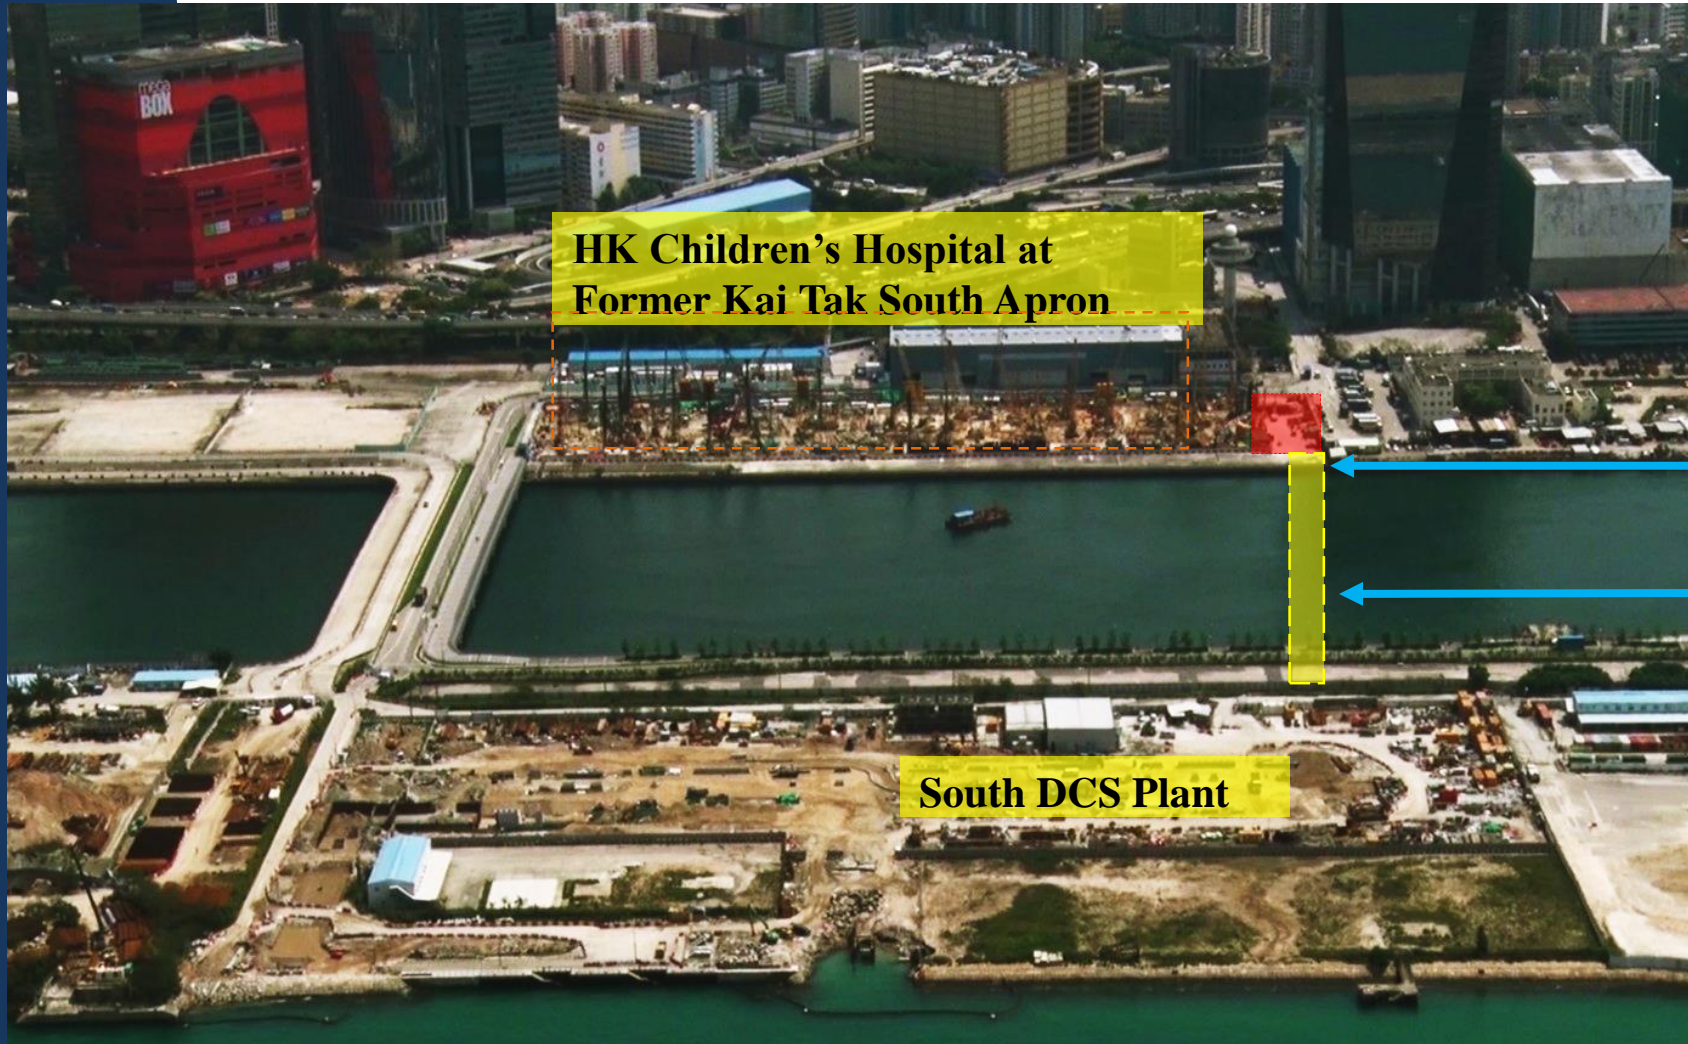 mega
BOX
HK Children's Hospital at
Former Kai Tak South Apron
South DCS Plant